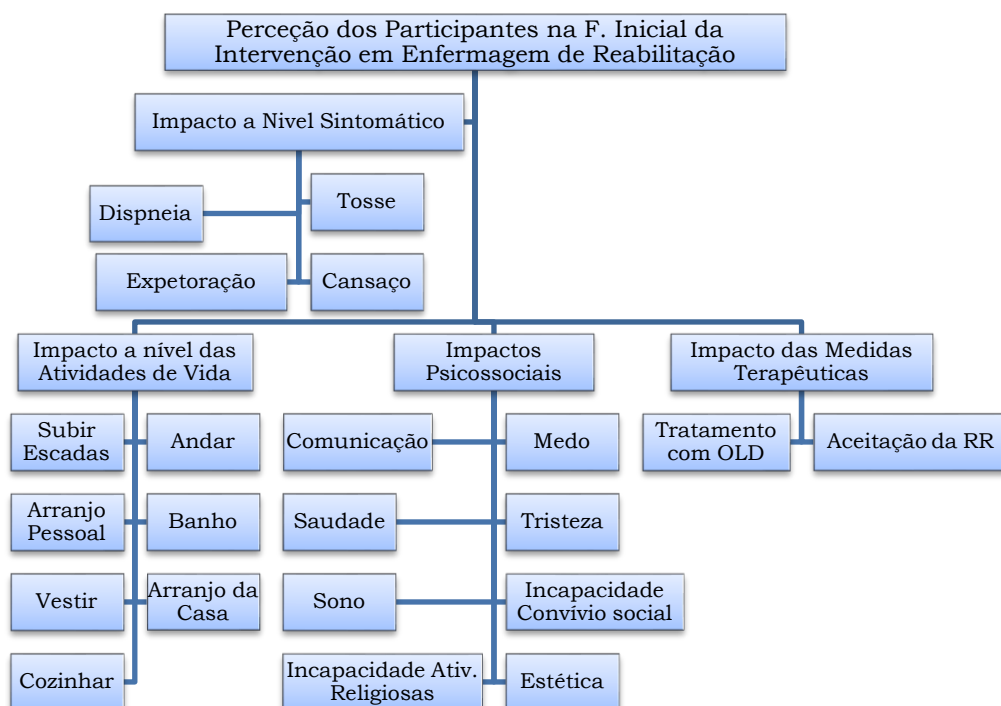 Perceção dos Participantes na F. Inicial da
Intervenção em Enfermagem de Reabilitação
Impacto a Nivel Sintomático
Dispneia
Tosse
Expetoração
Cansaço
Impacto a nível das
Atividades de Vida
Subir
Escadas
Andar
Arranjo
Pessoal
Banho
Vestir
Arranjo da
Casa
Cozinhar
Impactos
Psicossociais
Comunicação
Medo
Saudade
Tristeza
Sono
Incapacidade
Convívio social
Incapacidade Ativ.
Religiosas
Estética
Impacto das Medidas
Terapêuticas
Tratamento
com OLD
Aceitação da RR